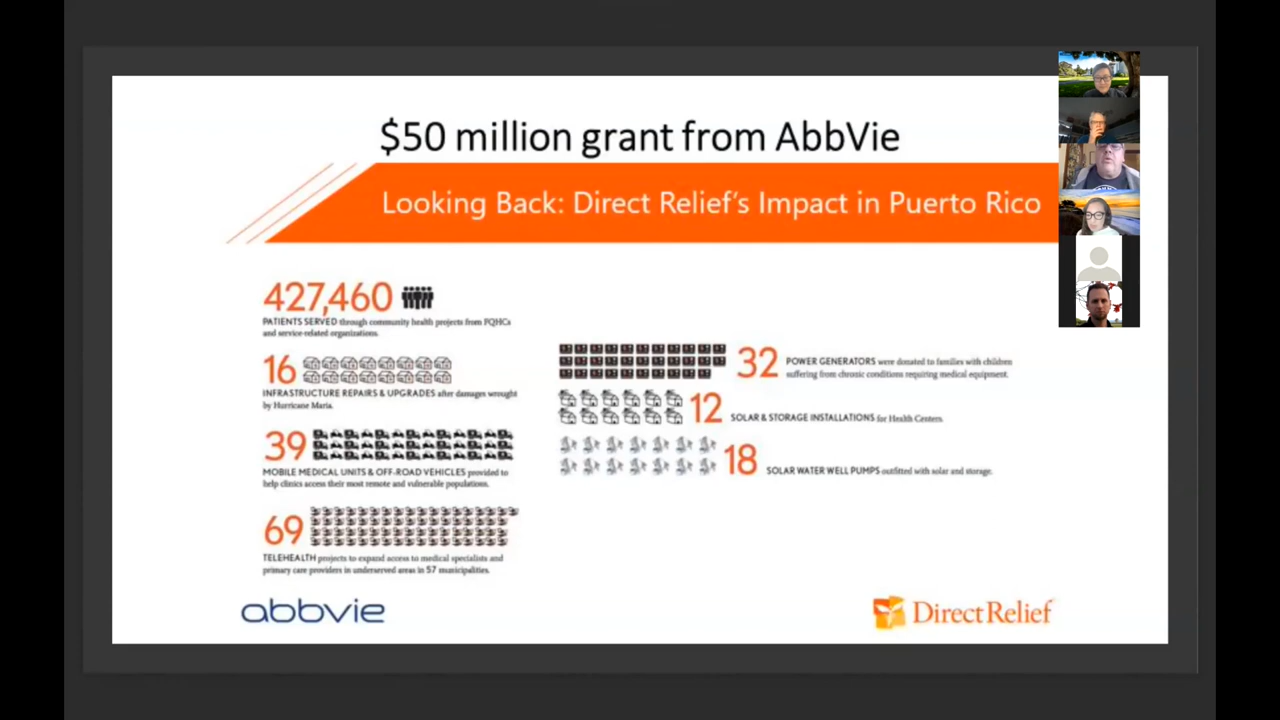 $50 million grant from AbbVie
Looking Back: Direct Relief's Impact in Puerto Rico
427,460
PATIENTS SERVED through community health projects from FQHCs
and service-related organizations.
16
INFRASTRUCTURE REPAIRS & UPGRADES after damages wrought
by Hurricane Maria.
39
MOBILE MEDICAL UNITS & OFF-ROAD VEHICLES provided to
help clinics access their most remote and vulnerable populations.
69
TELEHEALTH projects to expand access to medical specialists and
primary care providers in underserved areas in 57 municipalities.
32
POWER GENERATORS were donated to families with children
suffering from chronic conditions requiring medical equipment.
12
SOLAR & STORAGE INSTALLATIONS for Health Centers.
18
SOLAR WATER WELL PUMPS outfitted with solar and storage.
abbvie
DirectRelief